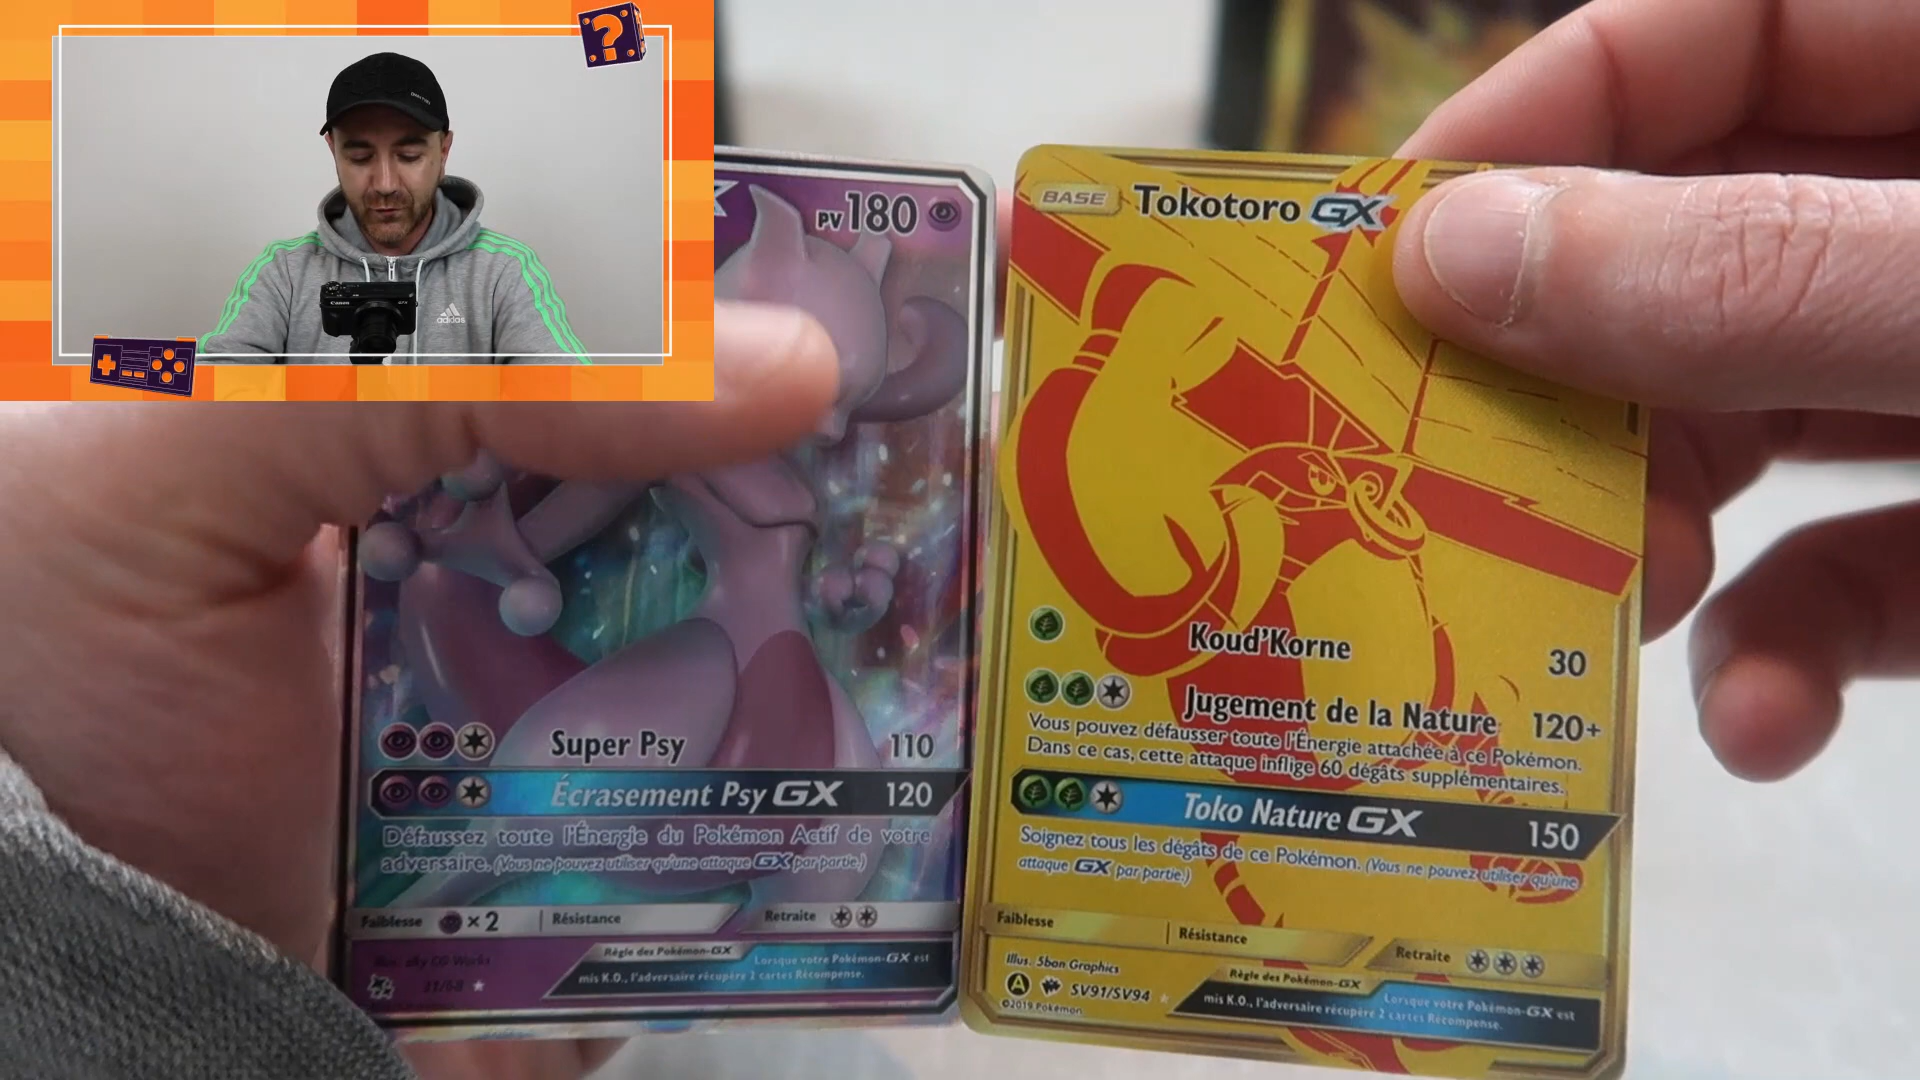 ?
Canon
adidas
PV 180
Super Psy 110
Écrasement Psy GX 120
Défaussez toute l'Énergie du Pokémon Actif de votre
adversaire. (Vous ne pouvez utiliser qu'une attaque GX par partie.)
Faiblesse ×2 Résistance Retraite
Règle des Pokémon-GX
Lorsque votre Pokémon-GX est
mis K.O., l'adversaire récupère 2 cartes Récompense.
31/68
BASE Tokotoro GX
Koud'Korne 30
Jugement de la Nature 120+
Vous pouvez défausser toute l'Énergie attachée à ce Pokémon.
Dans ce cas, cette attaque inflige 60 dégâts supplémentaires.
Toko Nature GX 150
Soignez tous les dégâts de ce Pokémon. (Vous ne pouvez utiliser qu'une
attaque GX par partie.)
Faiblesse Résistance Retraite
Illus. 5ban Graphics
A SV91/SV94
©2019 Pokémon
Règle des Pokémon-GX
Lorsque votre Pokémon-GX est
mis K.O., l'adversaire récupère 2 cartes Récompense.